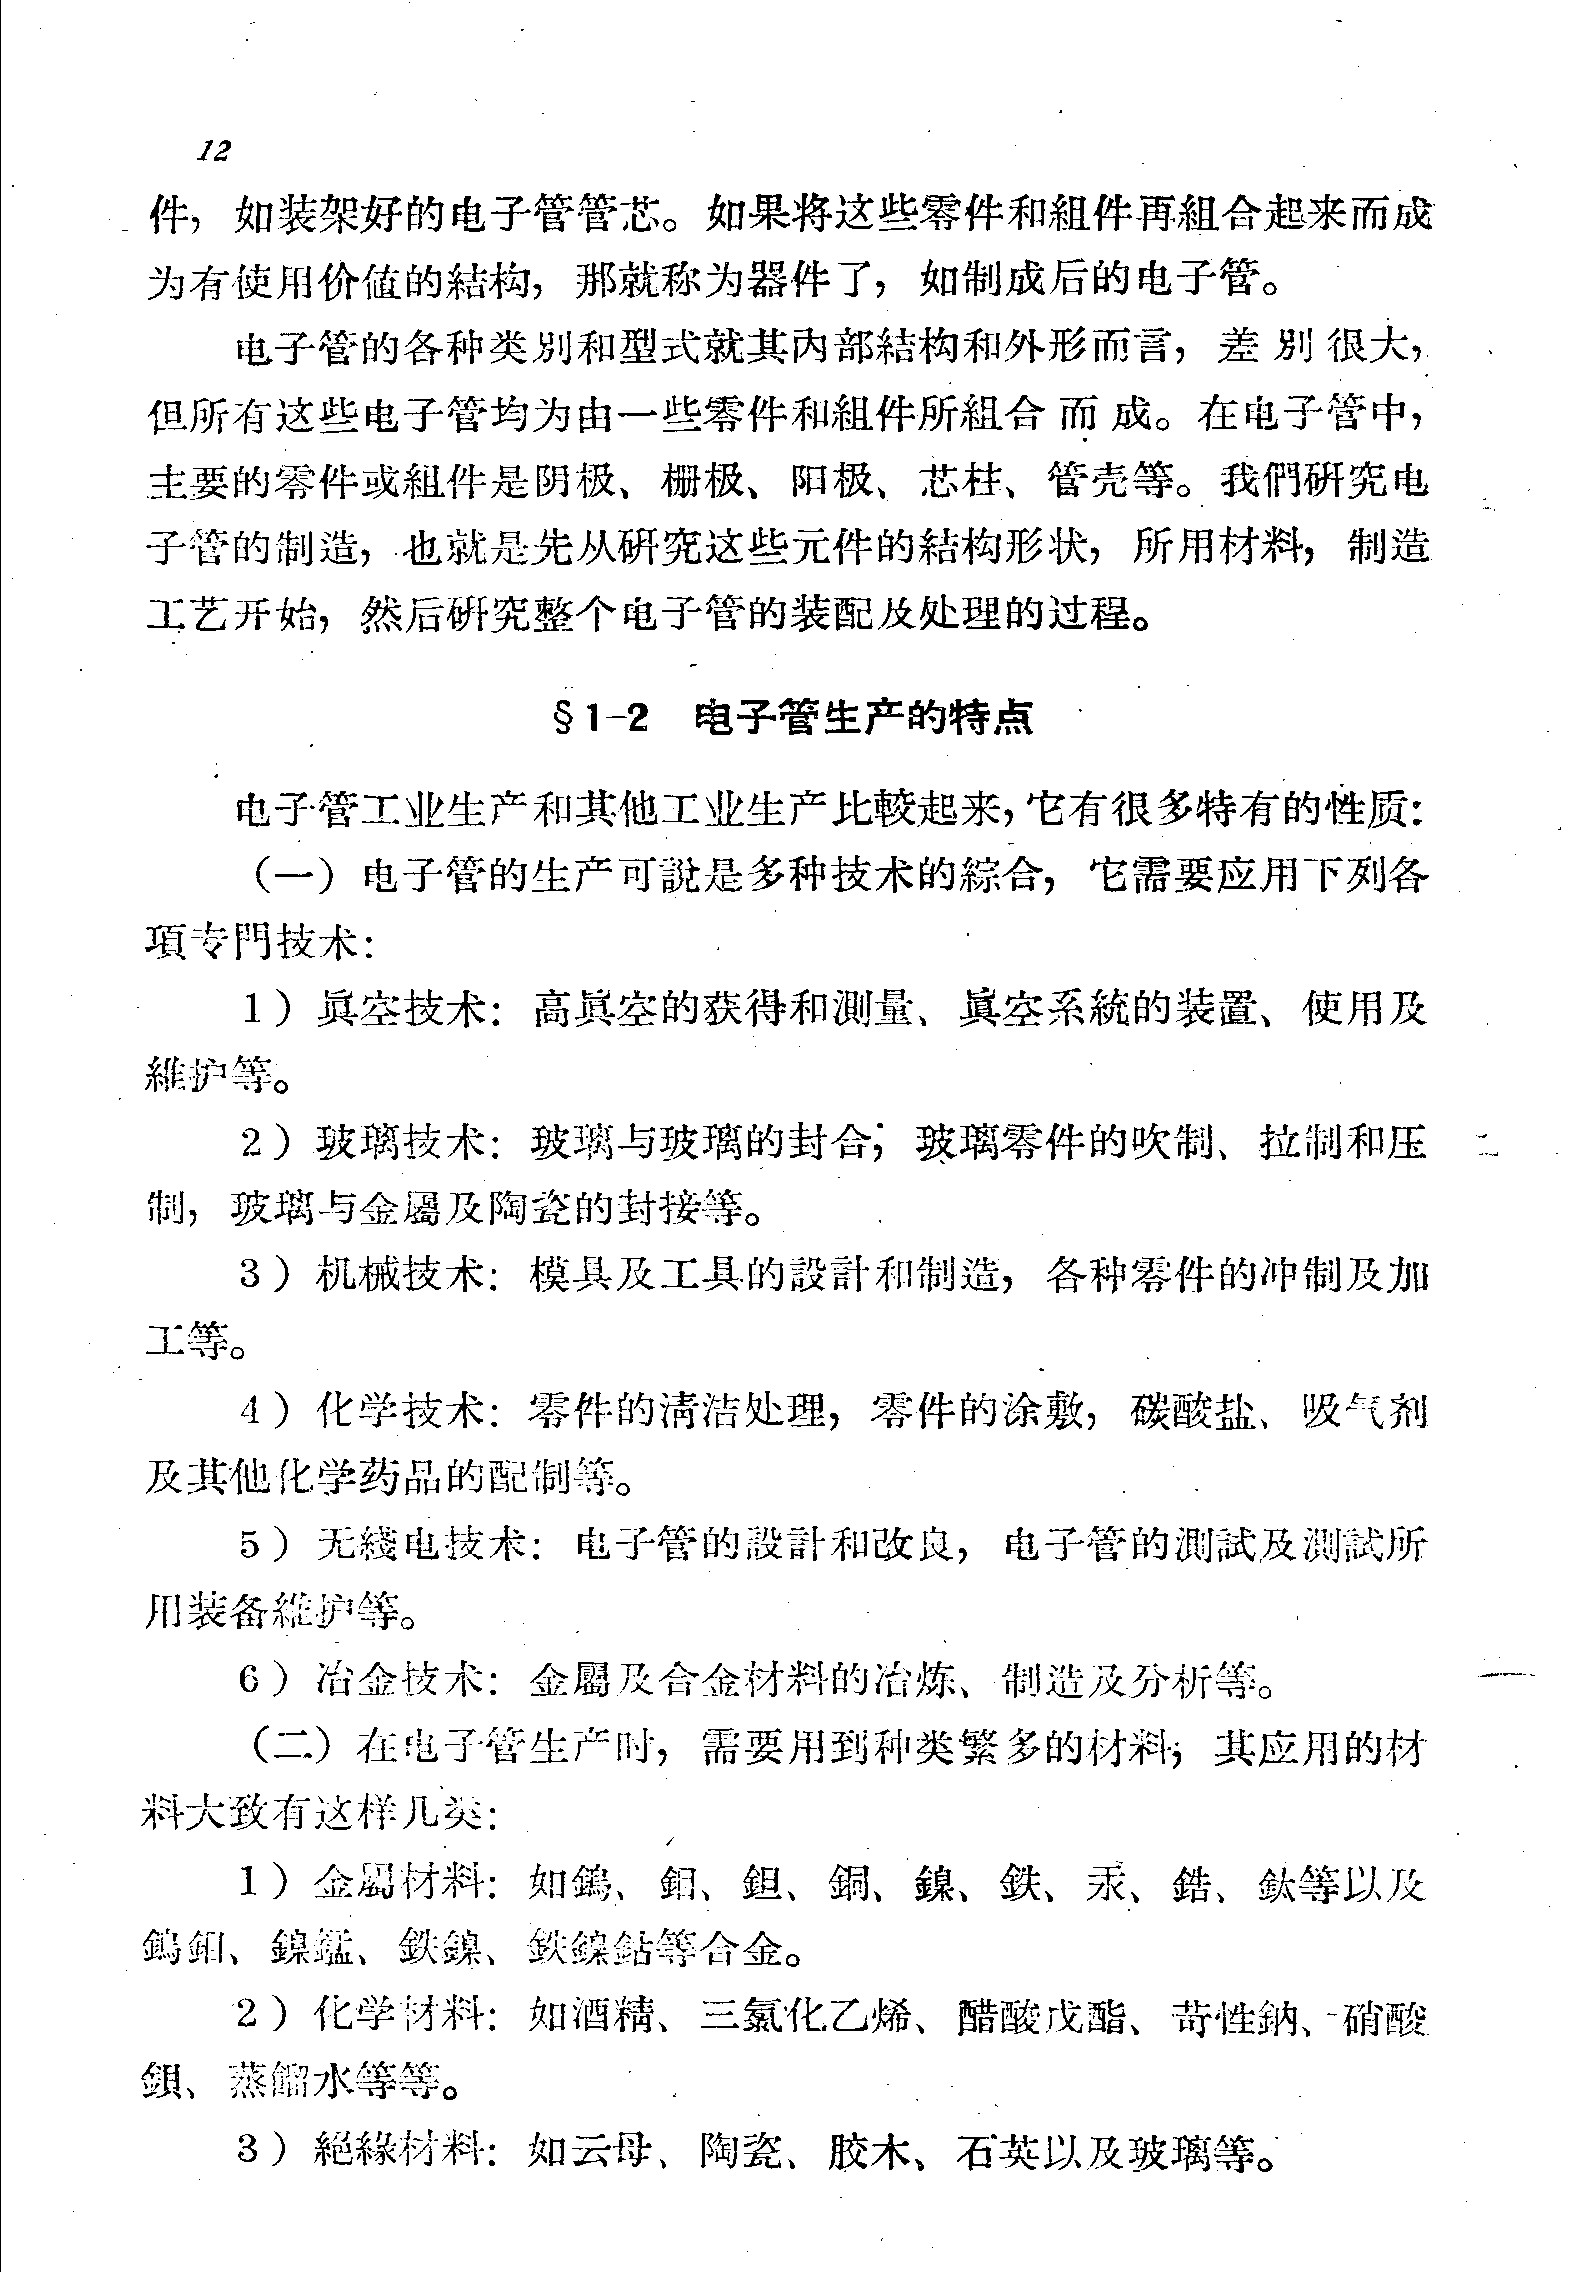 12
件，如装架好的电子管管芯。如果将这些零件和組件再組合起来而成
为有使用价值的結构，那就称为器件了，如制成后的电子管。
电子管的各种类別和型式就其內部結构和外形而言，差別很大，
但所有这些电子管均为由一些零件和組件所組合而成。在电子管中，
主要的零件或組件是阴极、栅极、阳极、芯柱、管壳等。我們研究电
子管的制造，也就是先从研究这些元件的結构形状，所用材料，制造
工艺开始，然后研究整个电子管的装配及处理的过程。
§1-2 电子管生产的特点
电子管工业生产和其他工业生产比較起来，它有很多特有的性质：
（一）电子管的生产可說是多种技术的綜合，它需要应用下列各
項专門技术：
1）眞空技术：高眞空的获得和測量、眞空系統的装置、使用及
維护等。
2）玻璃技术：玻璃与玻璃的封合；玻璃零件的吹制、拉制和压
制，玻璃与金屬及陶瓷的封接等。
3）机械技术：模具及工具的設計和制造，各种零件的冲制及加
工等。
4）化学技术：零件的清洁处理，零件的涂敷，碳酸盐、吸气剂
及其他化学药品的配制等。
5）无綫电技术：电子管的設計和改良，电子管的測試及測試所
用装备維护等。
6）冶金技术：金屬及合金材料的冶炼、制造及分析等。
（二）在电子管生产时，需要用到种类繁多的材料；其应用的材
料大致有这样几类：
1）金屬材料：如鎢、鉬、鉭、銅、鎳、鉄、汞、鋯、鈦等以及
鎢鉬、鎳錳、鉄鎳、鉄鎳鈷等合金。
2）化学材料：如酒精、三氯化乙烯、醋酸戊酯、苛性鈉、硝酸
鋇、蒸餾水等等。
3）絕緣材料：如云母、陶瓷、胶木、石英以及玻璃等。